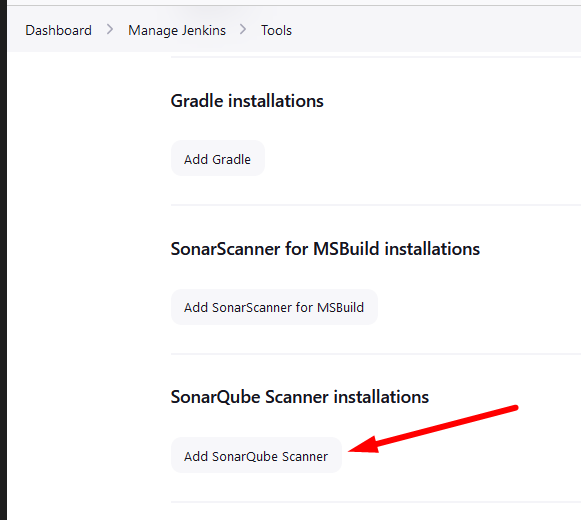 Dashboard > Manage Jenkins > Tools
Gradle installations
Add Gradle
SonarScanner for MSBuild installations
Add SonarScanner for MSBuild
SonarQube Scanner installations
Add SonarQube Scanner